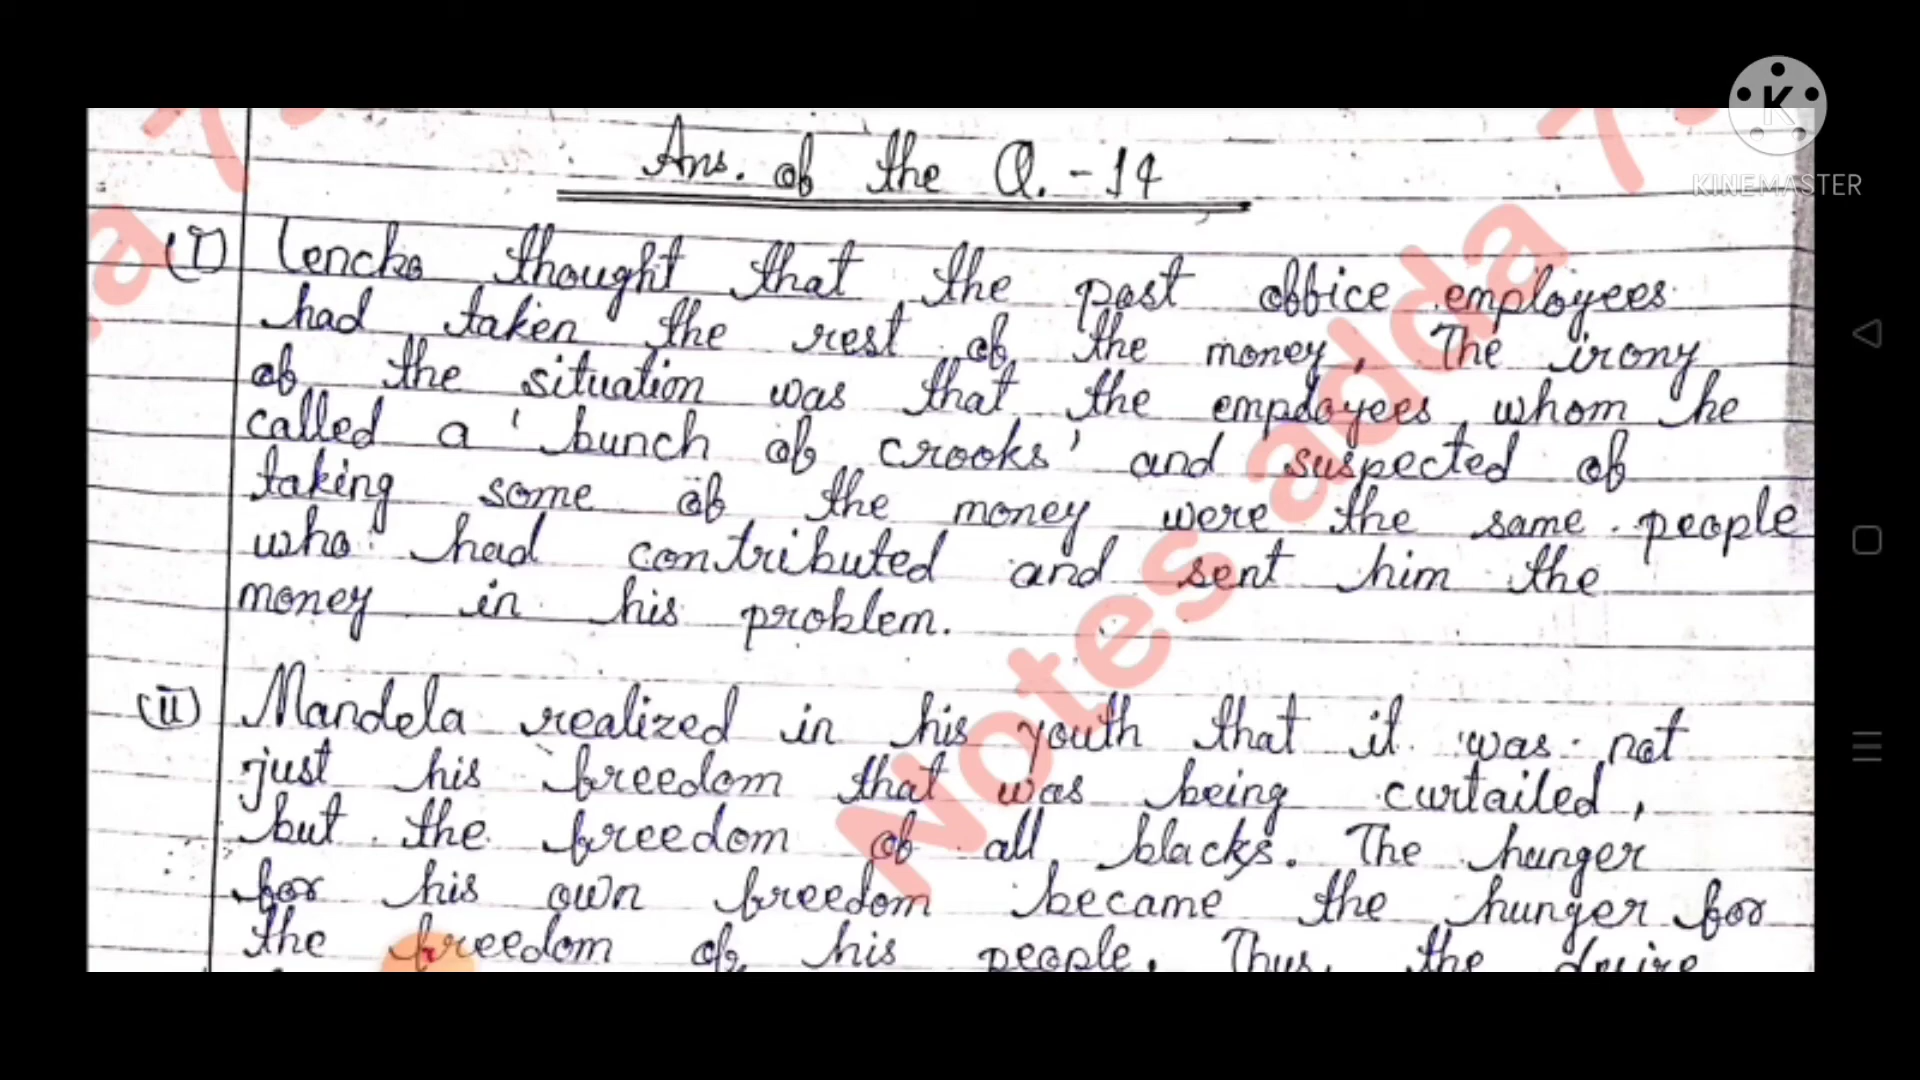 Ans. of the Q. - 14
(I) Lencho thought that the post office employees
had taken the rest of the money. The irony
of the situation was that the employees whom he
called a 'bunch of crooks' and suspected of
taking some of the money were the same people
who had contributed and sent him the
money in his problem.
(ii) Mandela realized in his youth that it was not
just his freedom that was being curtailed,
but the freedom of all blacks. The hunger
for his own freedom became the hunger for
the freedom of his people. Thus, the desire
Notes adda
K
KINEMASTER